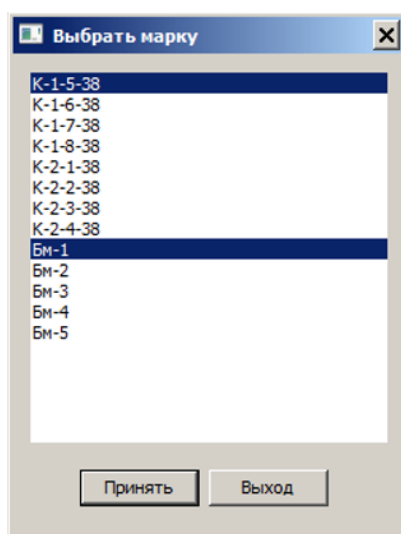 Выбрать марку
К-1-5-38
К-1-6-38
К-1-7-38
К-1-8-38
К-2-1-38
К-2-2-38
К-2-3-38
К-2-4-38
Бм-1
Бм-2
Бм-3
Бм-4
Бм-5
Принять Выход